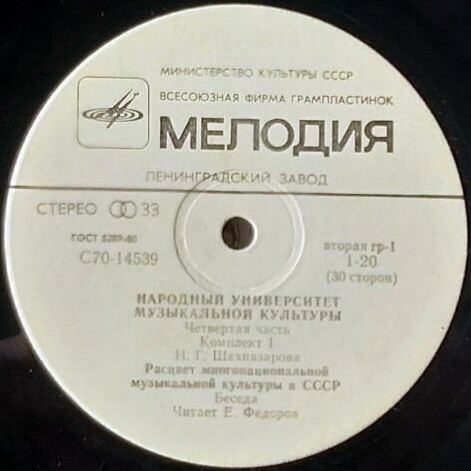 МИНИСТЕРСТВО КУЛЬТУРЫ СССР
ВСЕСОЮЗНАЯ ФИРМА ГРАМПЛАСТИНОК
МЕЛОДИЯ
ЛЕНИНГРАДСКИЙ ЗАВОД
СТЕРЕО 33
ГОСТ 5289-80
С70-14539
вторая гр-1
1-20
(30 сторон)
НАРОДНЫЙ УНИВЕРСИТЕТ
МУЗЫКАЛЬНОЙ КУЛЬТУРЫ
Четвертая часть
Комплект 1
Н. Г. Шахназарова
Расцвет многонациональной
музыкальной культуры в СССР
Беседа
Читает Е. Федоров